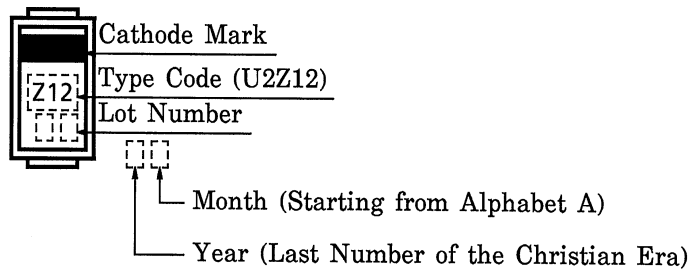 Cathode Mark
Type Code (U2Z12)
Z12
Lot Number
Month (Starting from Alphabet A)
Year (Last Number of the Christian Era)